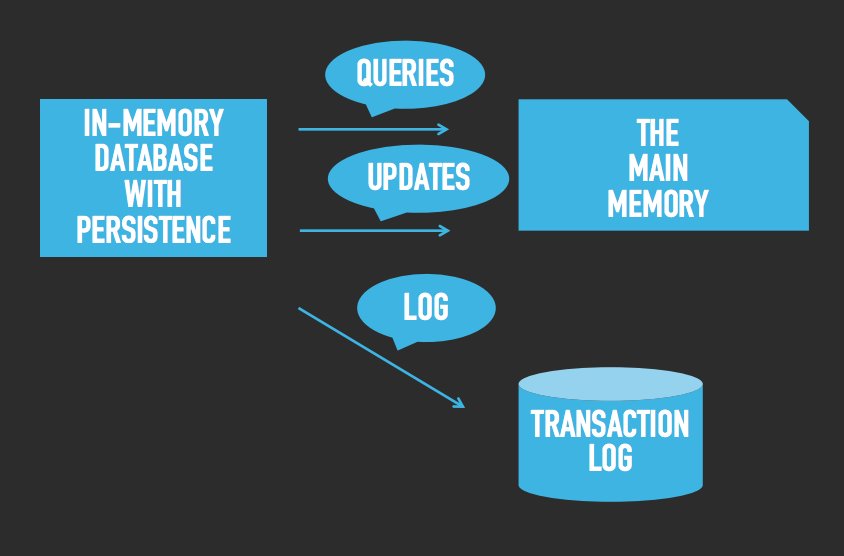 QUERIES
IN-MEMORY
DATABASE
WITH
PERSISTENCE
THE
MAIN
MEMORY
UPDATES
LOG
TRANSACTION
LOG